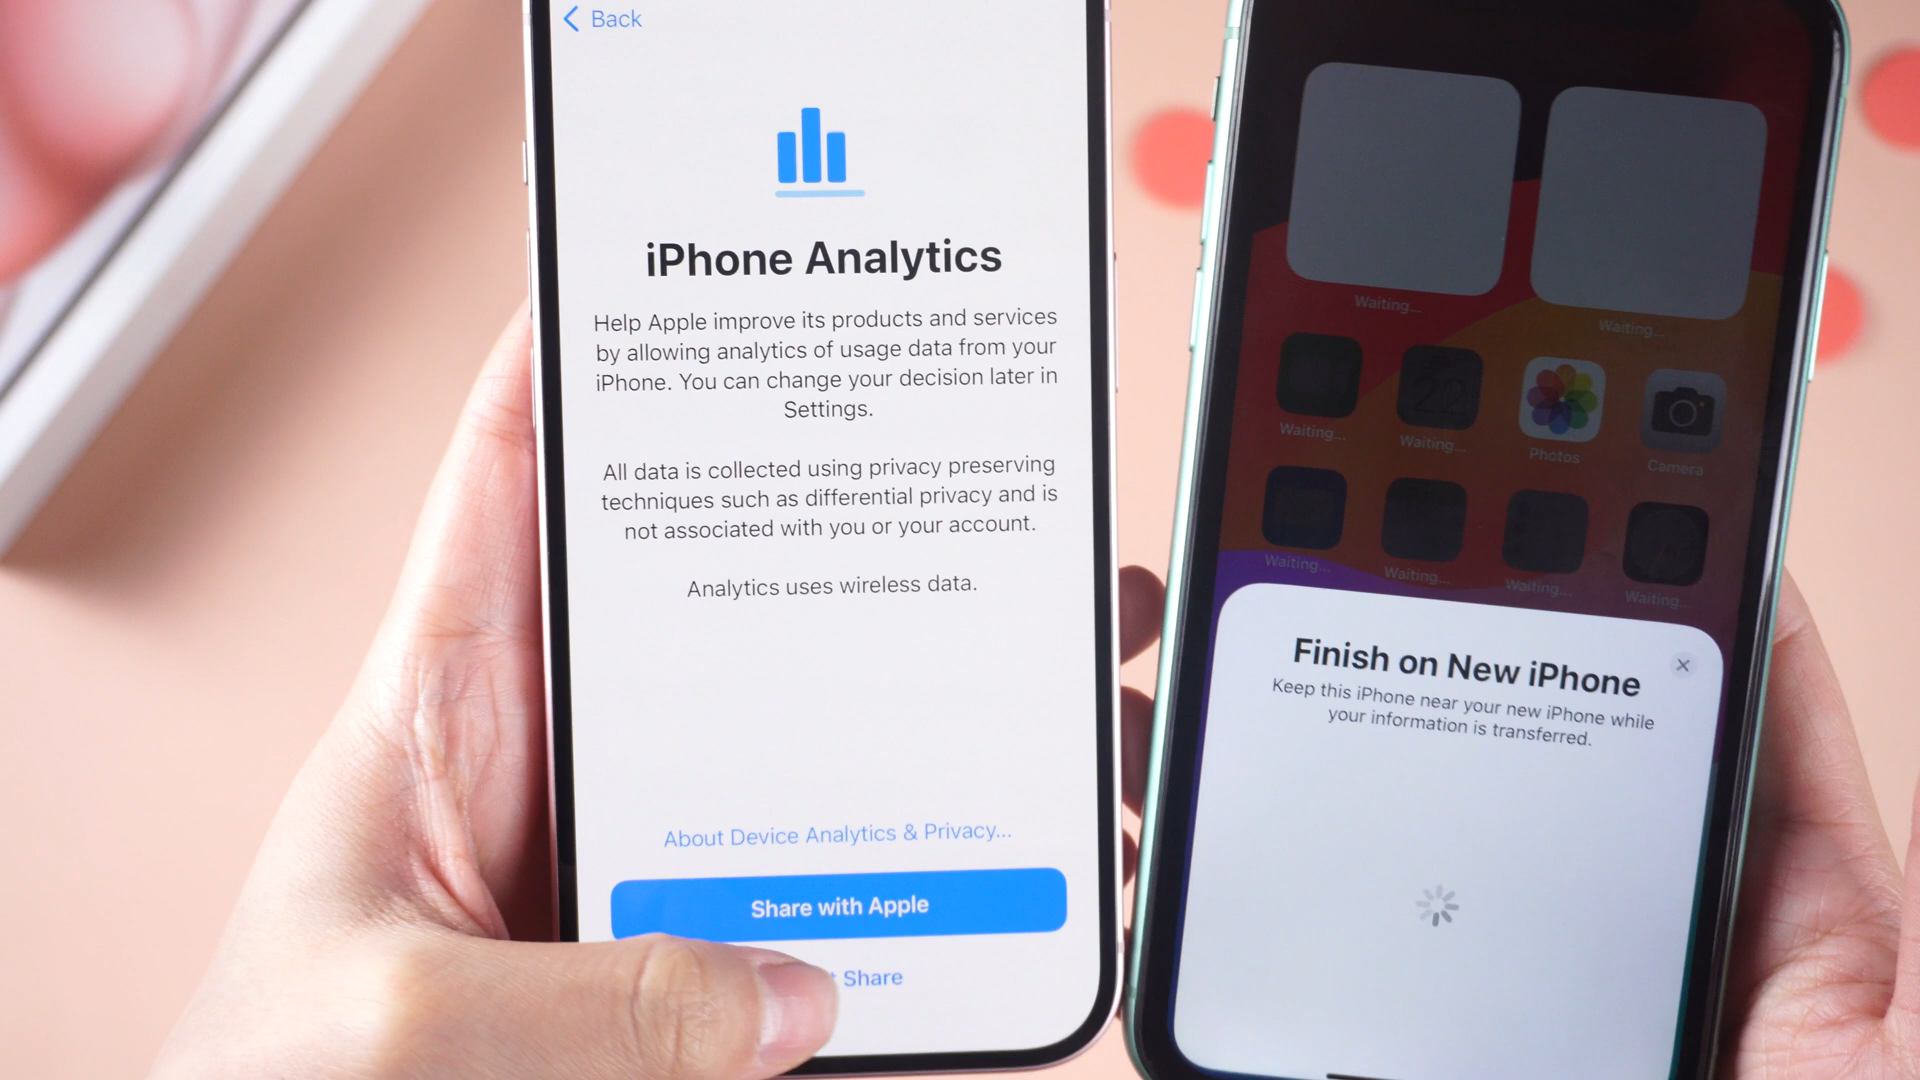 Back
iPhone Analytics
Help Apple improve its products and services
by allowing analytics of usage data from your
iPhone. You can change your decision later in
Settings.
All data is collected using privacy preserving
techniques such as differential privacy and is
not associated with you or your account.
Analytics uses wireless data.
About Device Analytics & Privacy...
Share with Apple
Share
Waiting...
Waiting...
22
Waiting...
Waiting...
Photos
Camera
Waiting...
Waiting...
Waiting...
Waiting...
Finish on New iPhone
Keep this iPhone near your new iPhone while
your information is transferred.